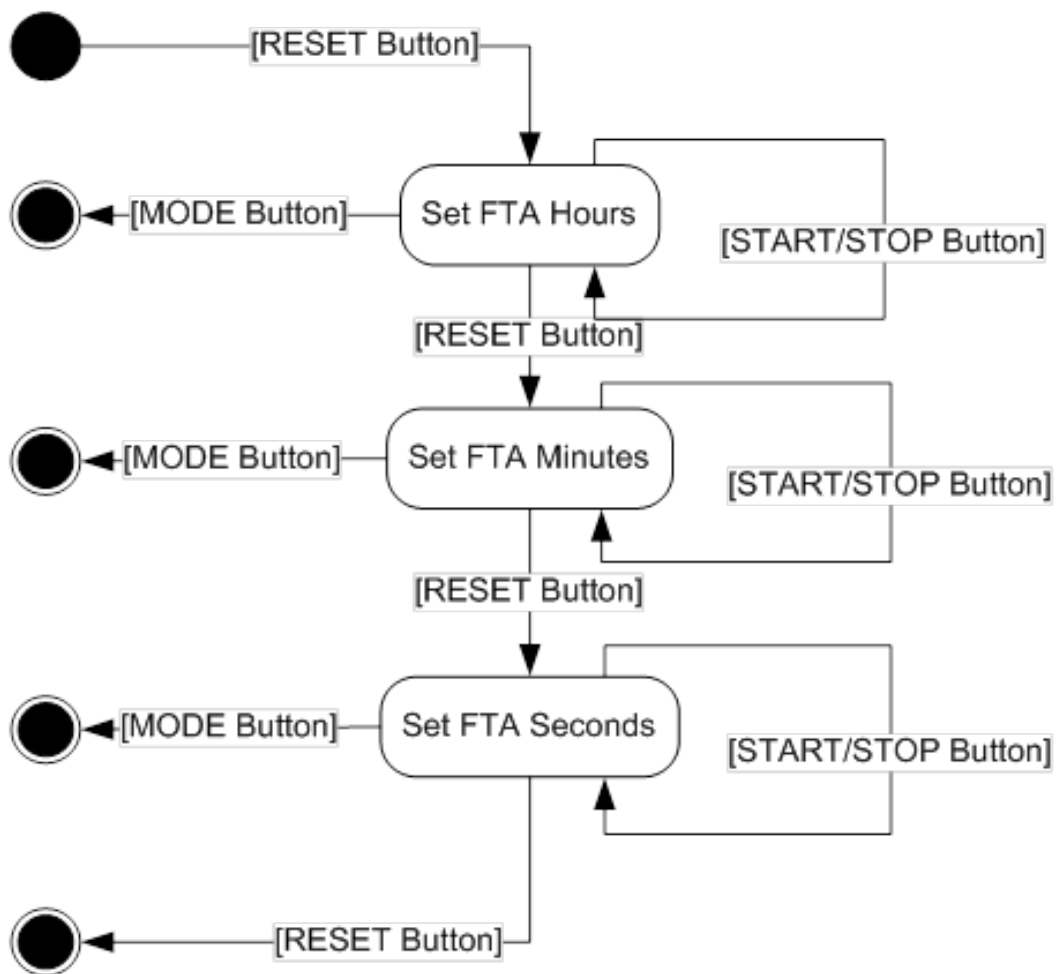 [RESET Button]
[MODE Button]
Set FTA Hours
[START/STOP Button]
[RESET Button]
[MODE Button]
Set FTA Minutes
[START/STOP Button]
[RESET Button]
[MODE Button]
Set FTA Seconds
[START/STOP Button]
[RESET Button]